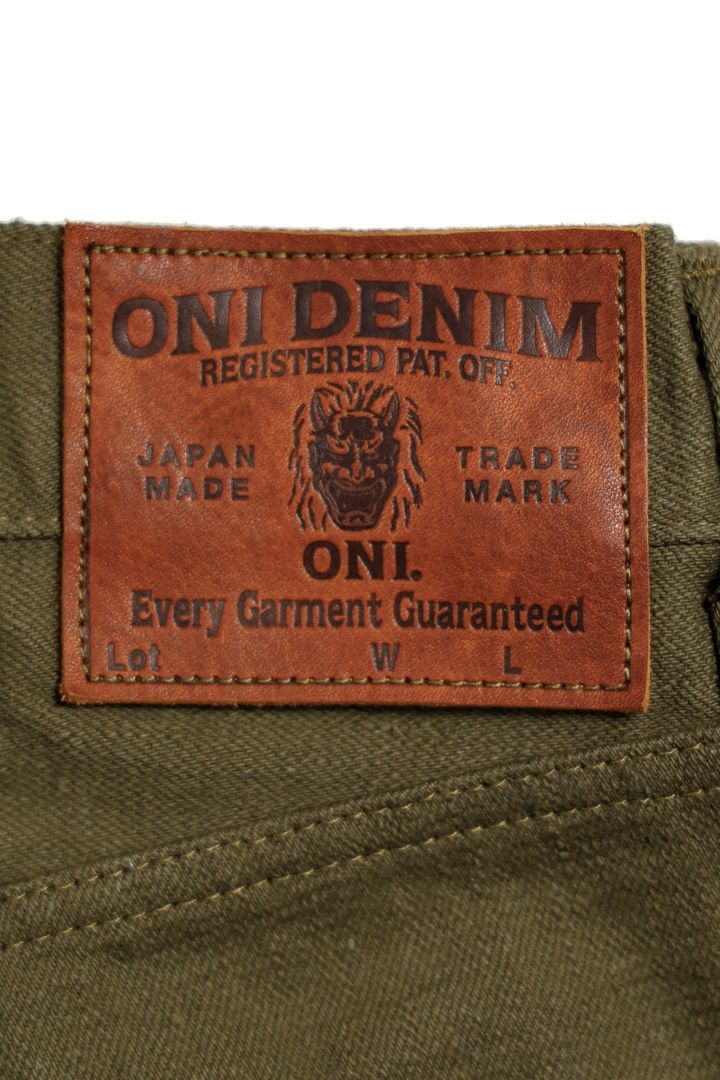 ONI DENIM
REGISTERED PAT. OFF.
JAPAN MADE
TRADE MARK
ONI.
Every Garment Guaranteed
Lot W L